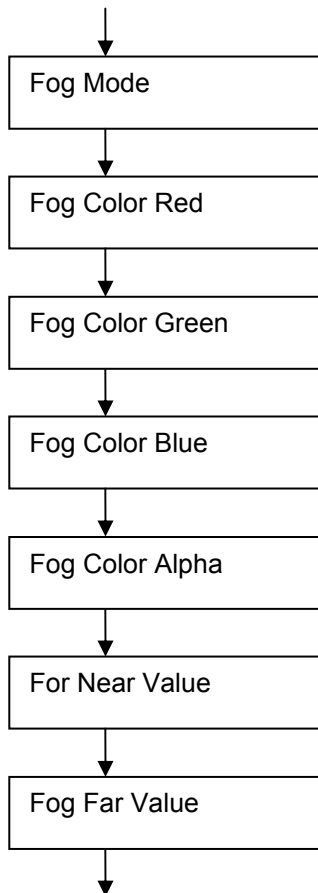 Fog Mode
Fog Color Red
Fog Color Green
Fog Color Blue
Fog Color Alpha
For Near Value
Fog Far Value